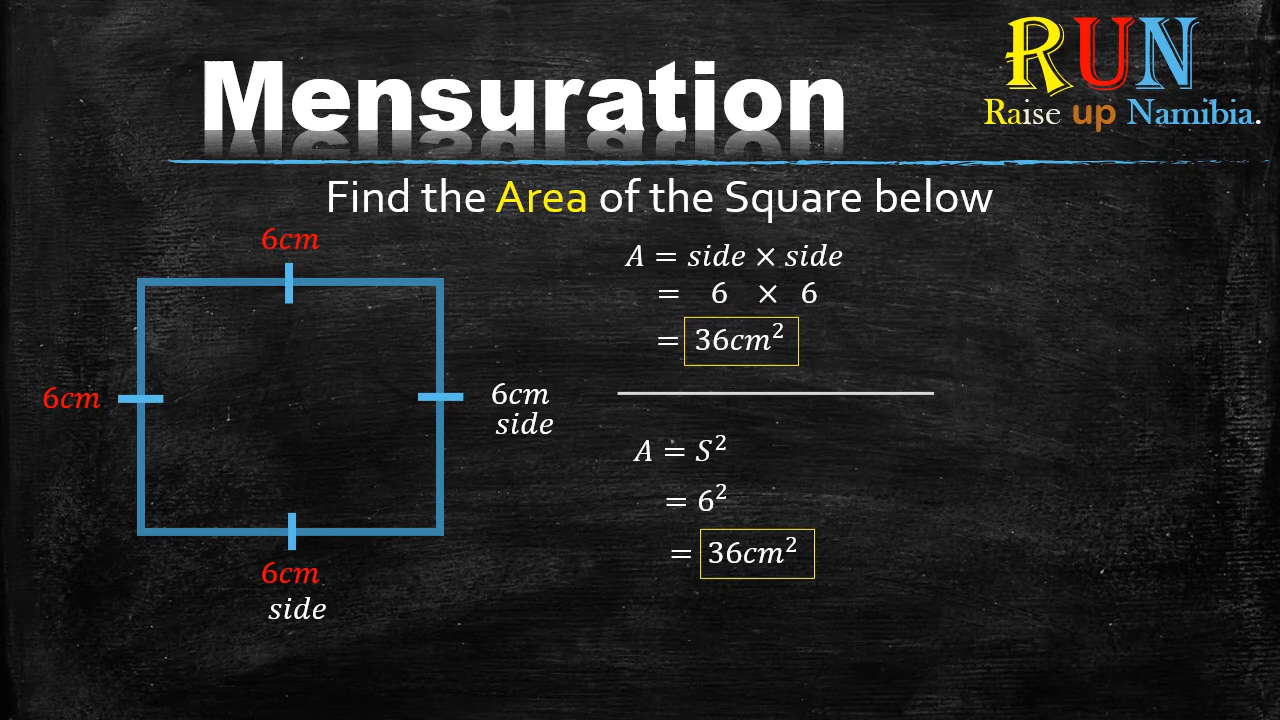 Mensuration
RUN
Raise up Namibia.
Find the Area of the Square below
6cm
6cm
6cm
side
6cm
side
A = side × side
= 6 × 6
= 36cm²
A = S²
= 6²
= 36cm²